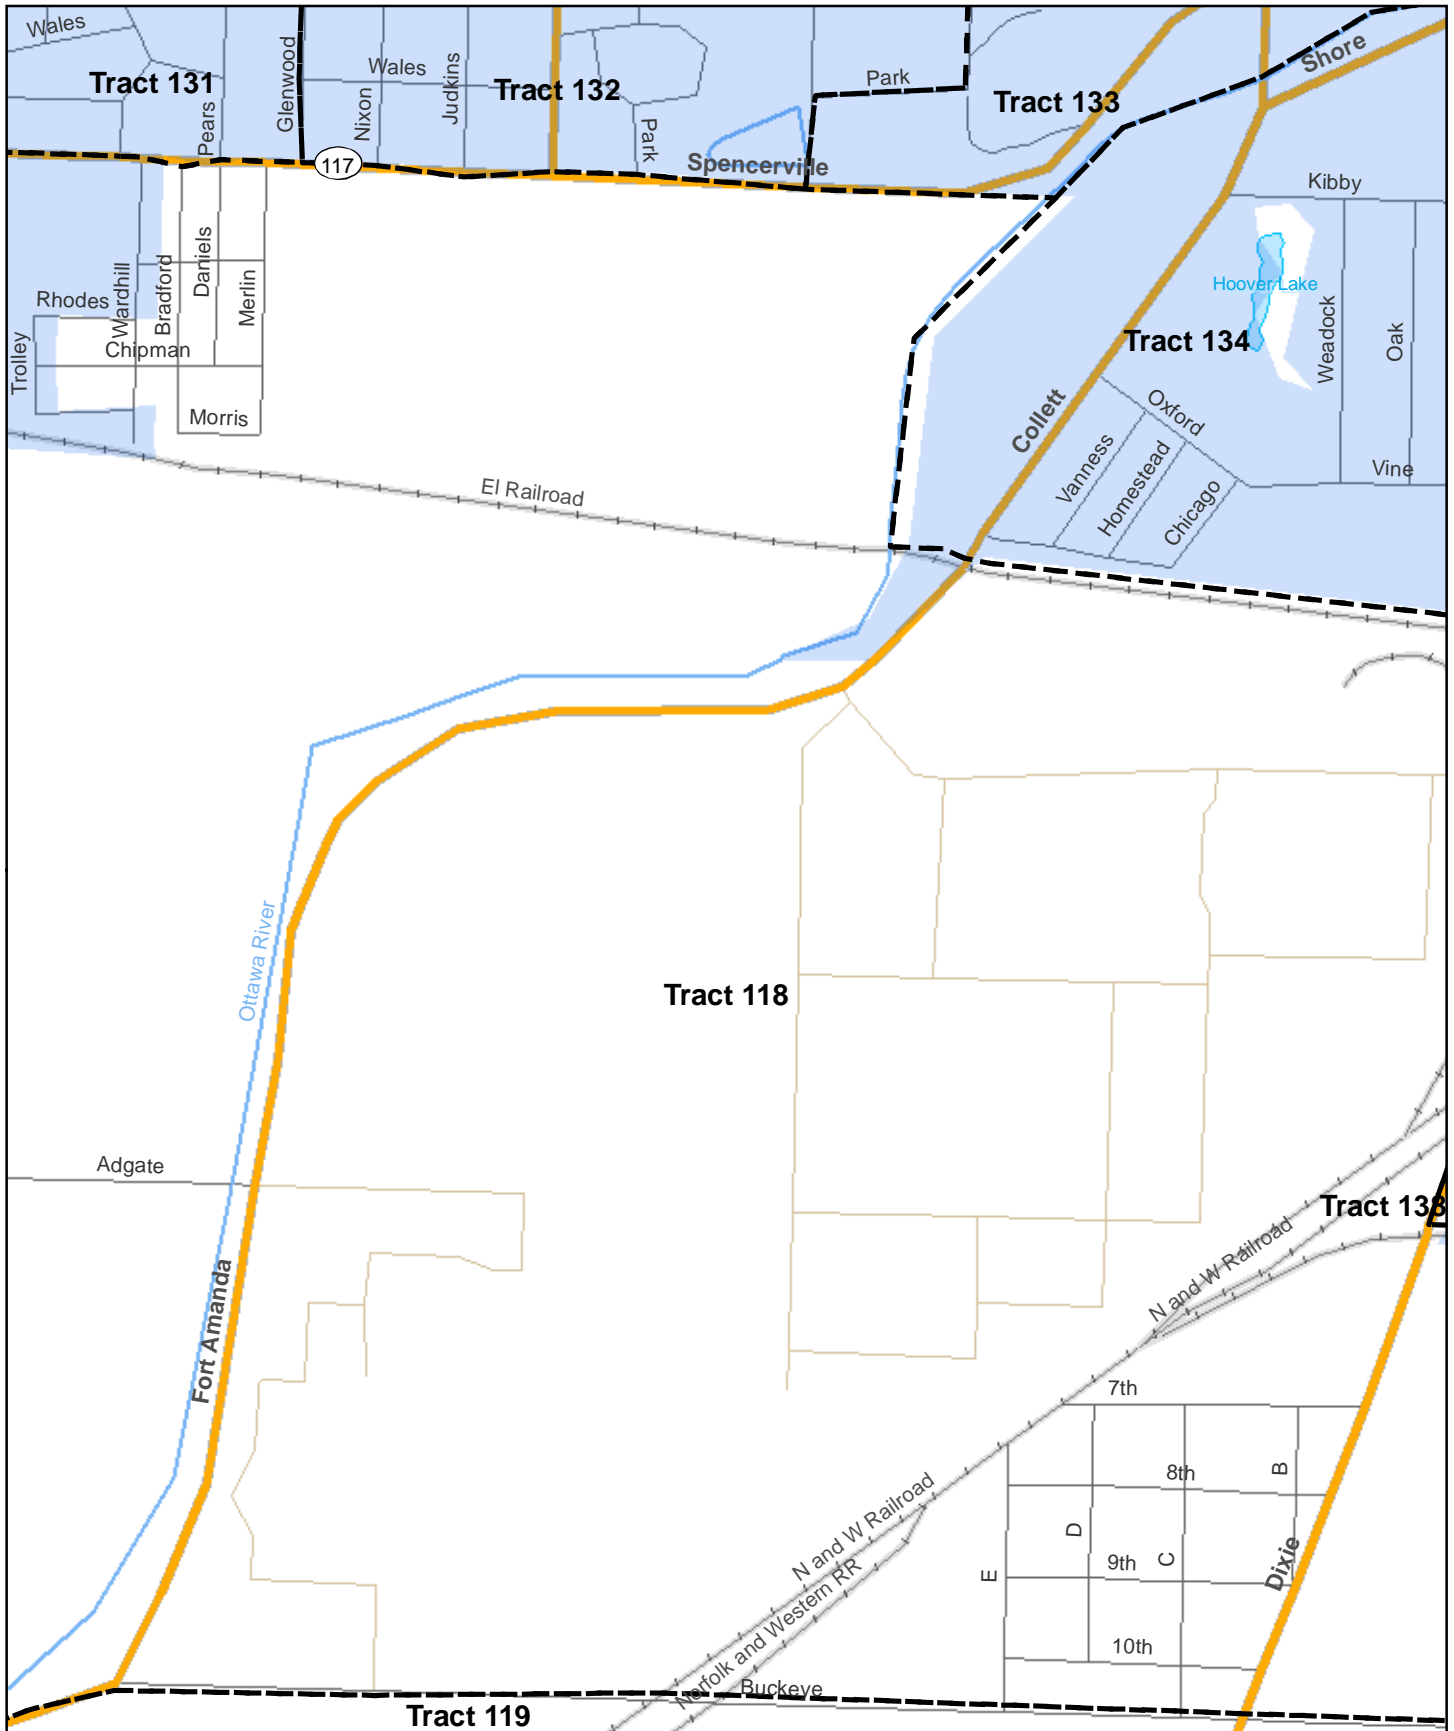 Wales
Tract 131
Pears
Glenwood
Wales
Nixon
Judkins
Tract 132
Park
Park
Tract 133
Shore
117
Spencerville
Kibby
Rhodes
Wardhill
Bradford
Daniels
Merlin
Trolley
Chipman
Morris
Hoover Lake
Tract 134
Weadock
Oak
Collett
Oxford
Vanness
Homestead
Chicago
Vine
El Railroad
Ottawa River
Tract 118
Adgate
Fort Amanda
Tract 138
N and W Railroad
7th
8th
B
D
9th
C
E
Dixie
10th
N and W Railroad
Norfolk and Western RR
Buckeye
Tract 119